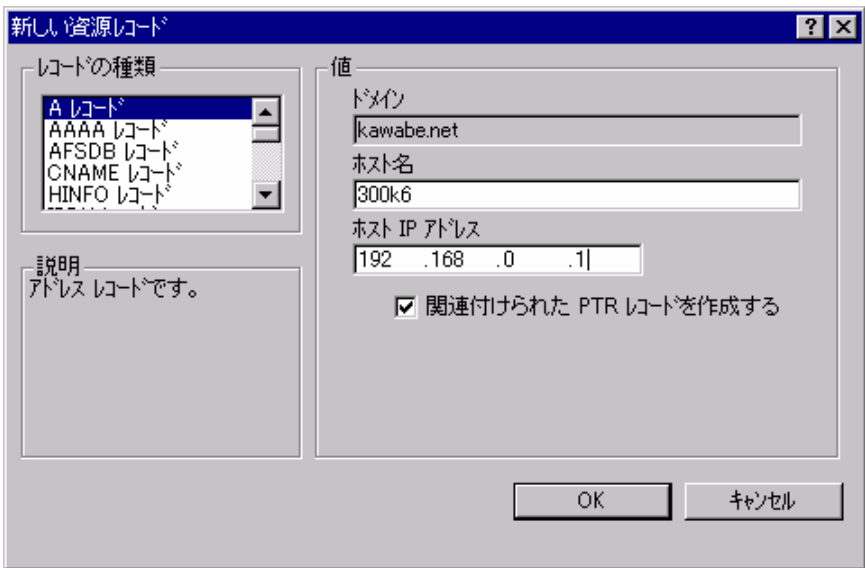 新しい資源レコード
レコードの種類
A レコード
AAAA レコード
AFSDB レコード
CNAME レコード
HINFO レコード
説明
アドレス レコードです。
値
ドメイン
kawabe.net
ホスト名
300k6
ホスト IP アドレス
192 .168 .0 .1
関連付けられた PTR レコードを作成する
OK
キャンセル